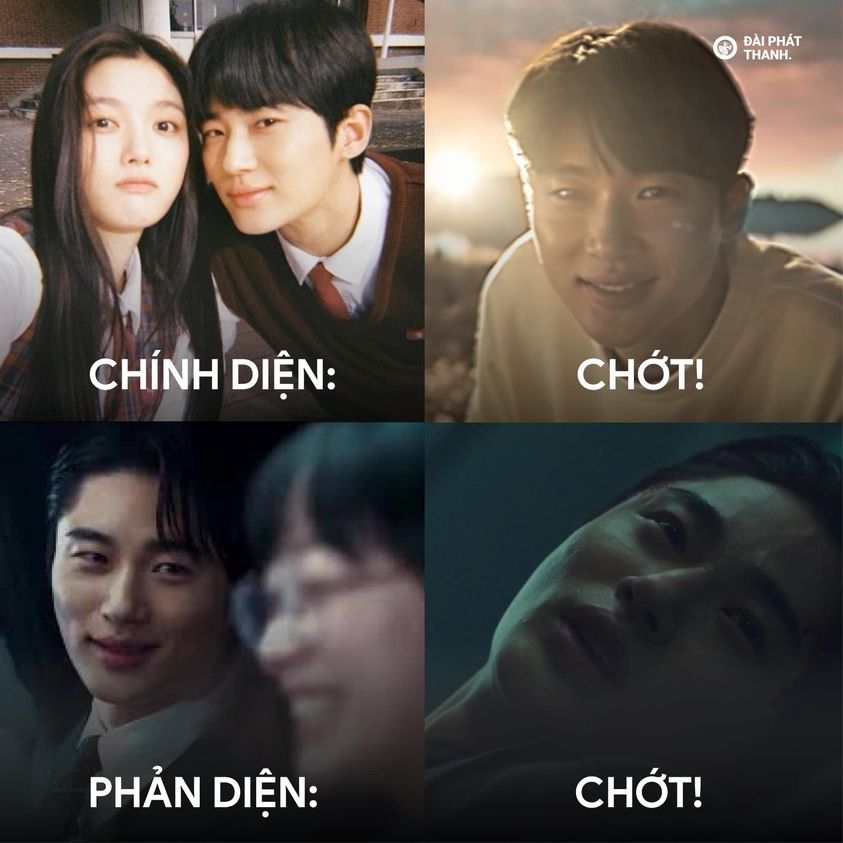 ĐÀI PHÁT
THANH.
CHÍNH DIỆN:
CHỚT!
PHẢN DIỆN:
CHỚT!